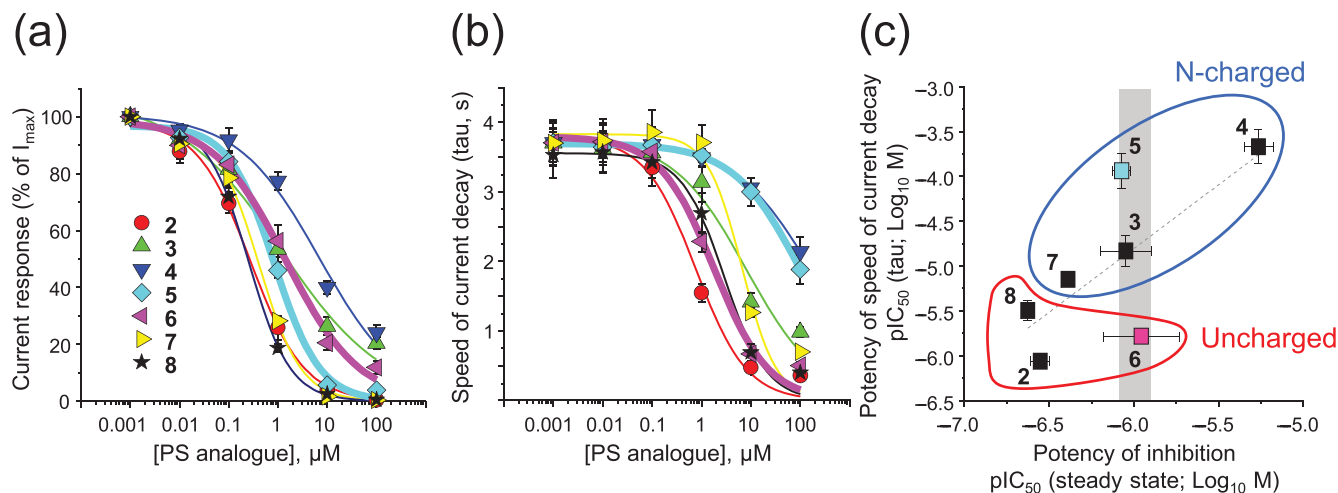 (a)
Current response (% of Imax)
100
80
60
40
20
0
2
3
4
5
6
7
8
0.001 0.01 0.1 1 10 100
[PS analogue], µM
(b)
Speed of current decay (tau, s)
4
3
2
1
0.001 0.01 0.1 1 10 100
[PS analogue], µM
(c)
Potency of speed of current decay
pIC50 (tau; Log10 M)
–3.0
–3.5
–4.0
–4.5
–5.0
–5.5
–6.0
–6.5
N-charged
5
4
3
7
8
Uncharged
2
6
–7.0 –6.5 –6.0 –5.5 –5.0
Potency of inhibition
pIC50 (steady state; Log10 M)